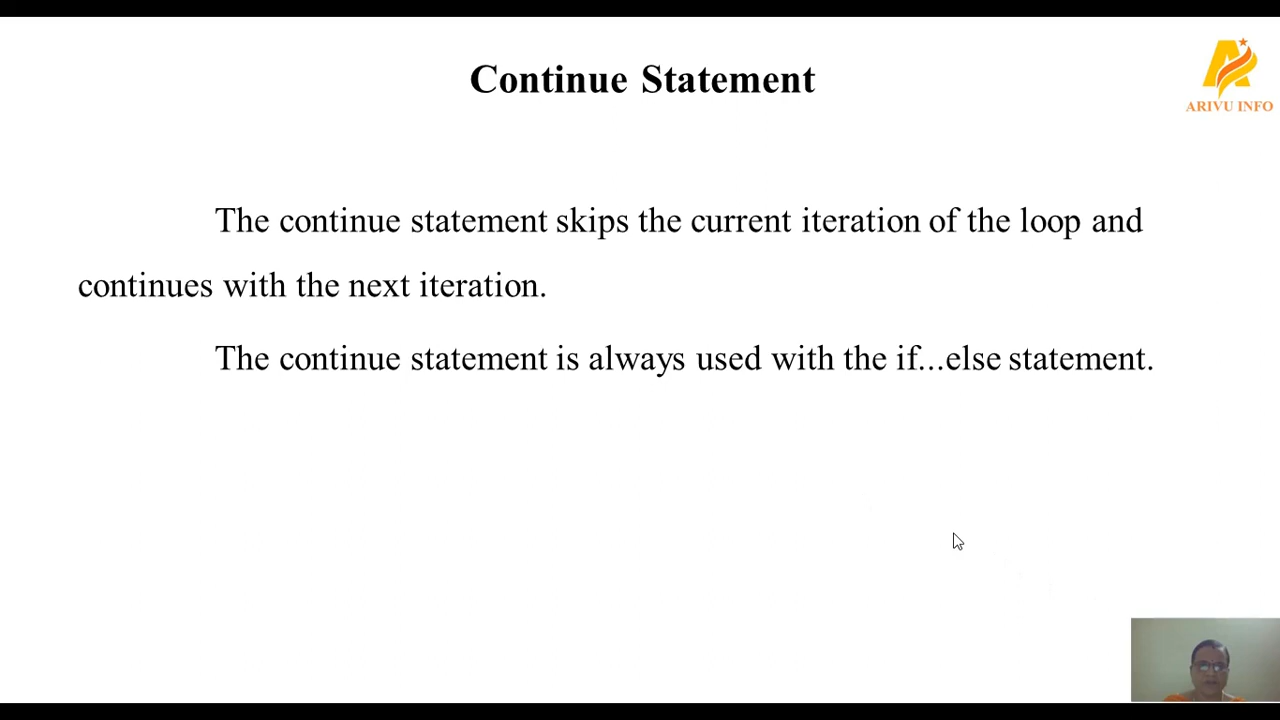 Continue Statement
ARIVU INFO
The continue statement skips the current iteration of the loop and
continues with the next iteration.
The continue statement is always used with the if...else statement.